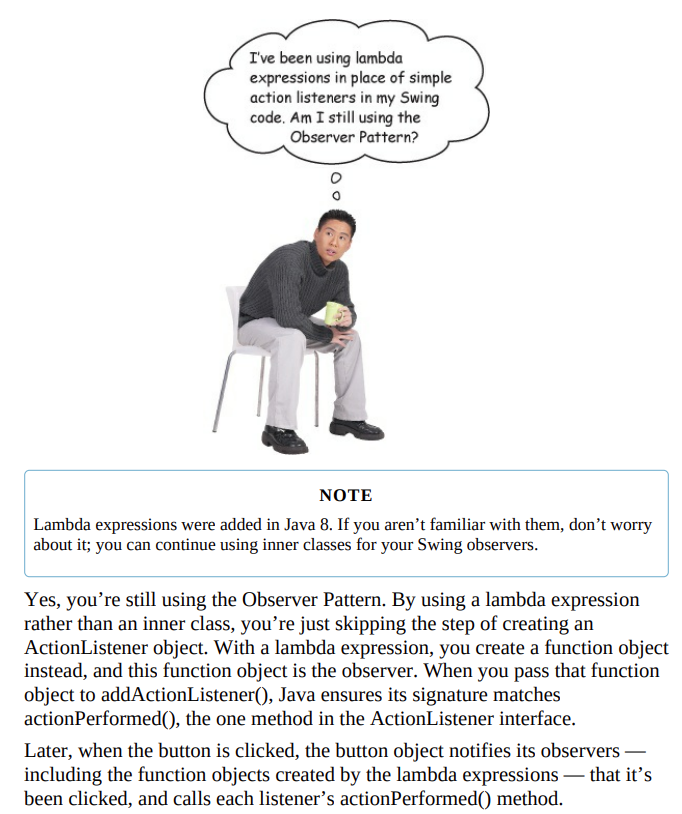 I've been using lambda
expressions in place of simple
action listeners in my Swing
code. Am I still using the
Observer Pattern?
NOTE
Lambda expressions were added in Java 8. If you aren’t familiar with them, don’t worry
about it; you can continue using inner classes for your Swing observers.
Yes, you’re still using the Observer Pattern. By using a lambda expression
rather than an inner class, you’re just skipping the step of creating an
ActionListener object. With a lambda expression, you create a function object
instead, and this function object is the observer. When you pass that function
object to addActionListener(), Java ensures its signature matches
actionPerformed(), the one method in the ActionListener interface.
Later, when the button is clicked, the button object notifies its observers —
including the function objects created by the lambda expressions — that it’s
been clicked, and calls each listener’s actionPerformed() method.